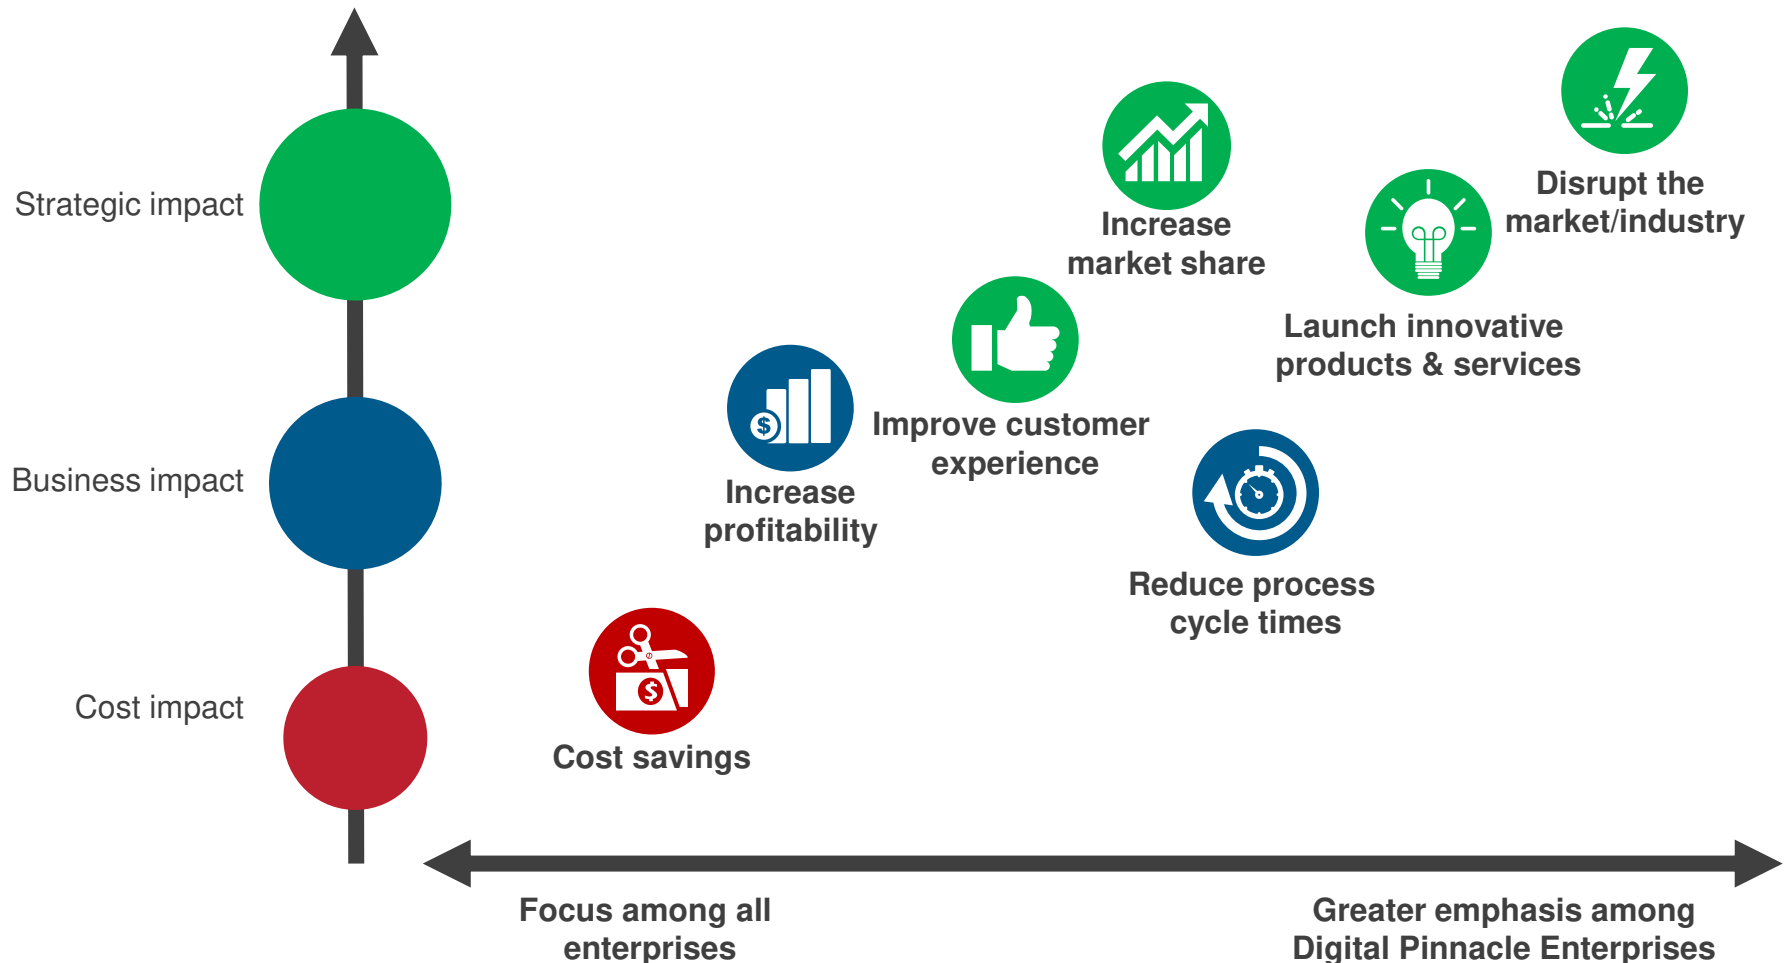 Strategic impact
Business impact
Cost impact
Disrupt the
market/industry
Increase
market share
Launch innovative
products & services
Improve customer
experience
$
Increase
profitability
Reduce process
cycle times
$
Cost savings
Focus among all
enterprises
Greater emphasis among
Digital Pinnacle Enterprises